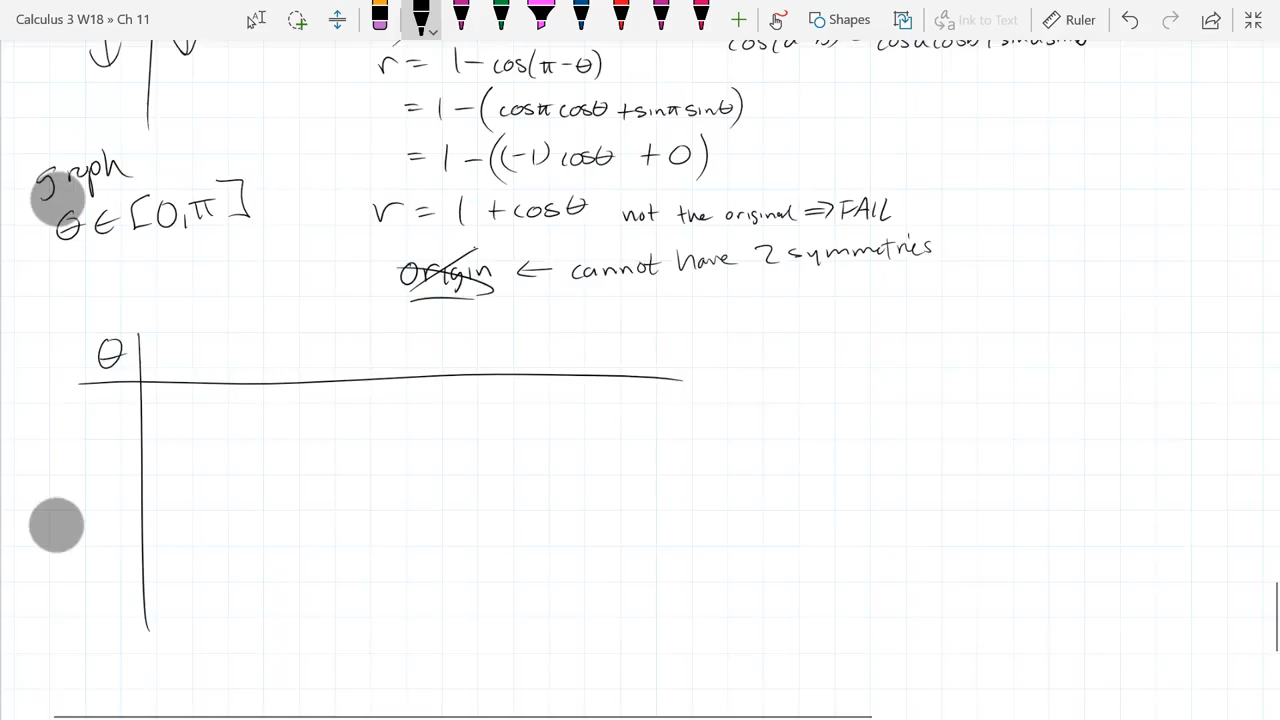 Calculus 3 W18 » Ch 11
Ink to Text
Shapes
Ruler
r = 1 - cos(π - θ)
= 1 - (cosπ cosθ + sinπ sinθ)
= 1 - ((-1) cosθ + 0)
graph
θ ∈ [0, π]
r = 1 + cosθ not the original ⇒ FAIL
origin ← cannot have 2 symmetries
θ